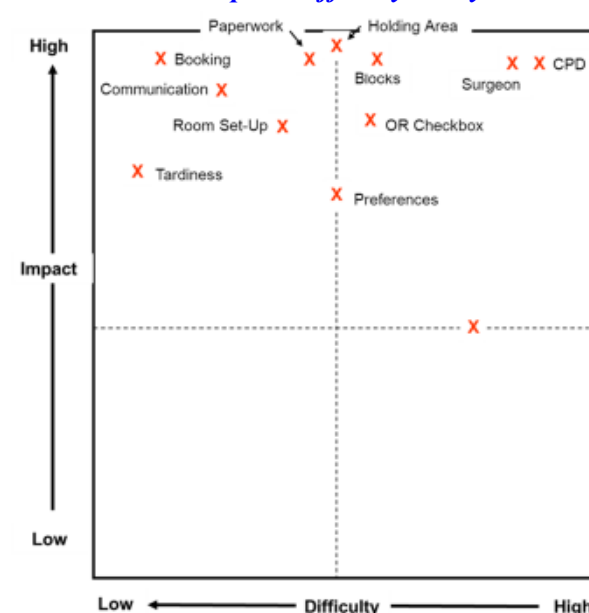 Paperwork
Holding Area
High
X
X
X Booking
X
Blocks
X
X
X CPD
Surgeon
Communication X
Room Set-Up X
X OR Checkbox
X Tardiness
X
Preferences
Impact
X
Low
Low
Difficulty
High